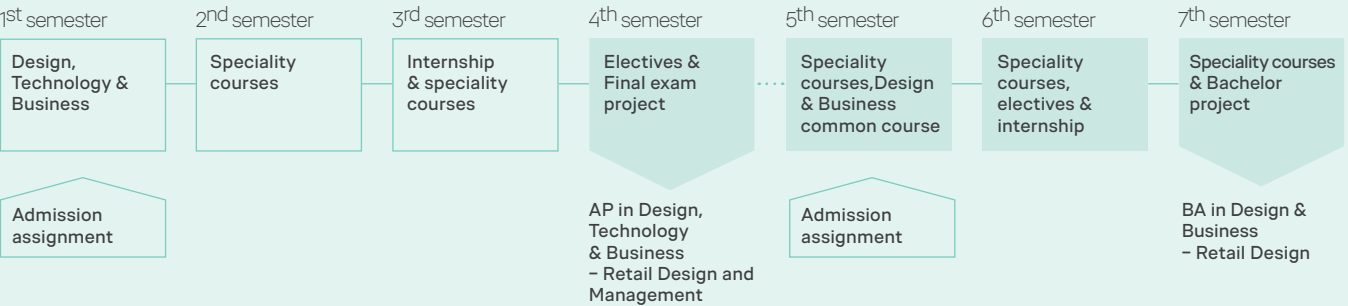 1st semester
2nd semester
3rd semester
4th semester
5th semester
6th semester
7th semester
Design,
Technology &
Business
Speciality
courses
Internship
& speciality
courses
Electives &
Final exam
project
Speciality
courses,Design
& Business
common course
Speciality
courses,
electives &
internship
Speciality courses
& Bachelor
project
Admission
assignment
AP in Design,
Technology
& Business
– Retail Design and
Management
Admission
assignment
BA in Design &
Business
– Retail Design